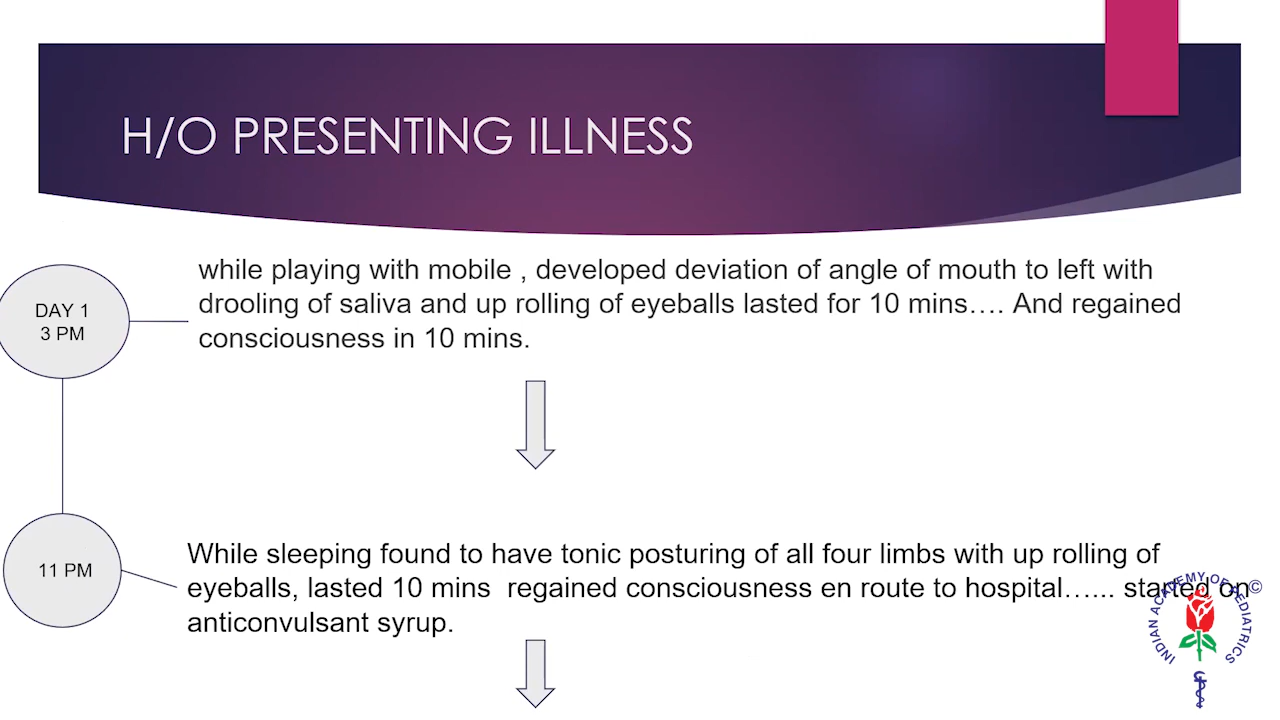 H/O PRESENTING ILLNESS
DAY 1
3 PM
while playing with mobile , developed deviation of angle of mouth to left with
drooling of saliva and up rolling of eyeballs lasted for 10 mins…. And regained
consciousness in 10 mins.
11 PM
While sleeping found to have tonic posturing of all four limbs with up rolling of
eyeballs, lasted 10 mins regained consciousness en route to hospital…... started on
anticonvulsant syrup.
INDIAN ACADEMY OF PEDIATRICS
©